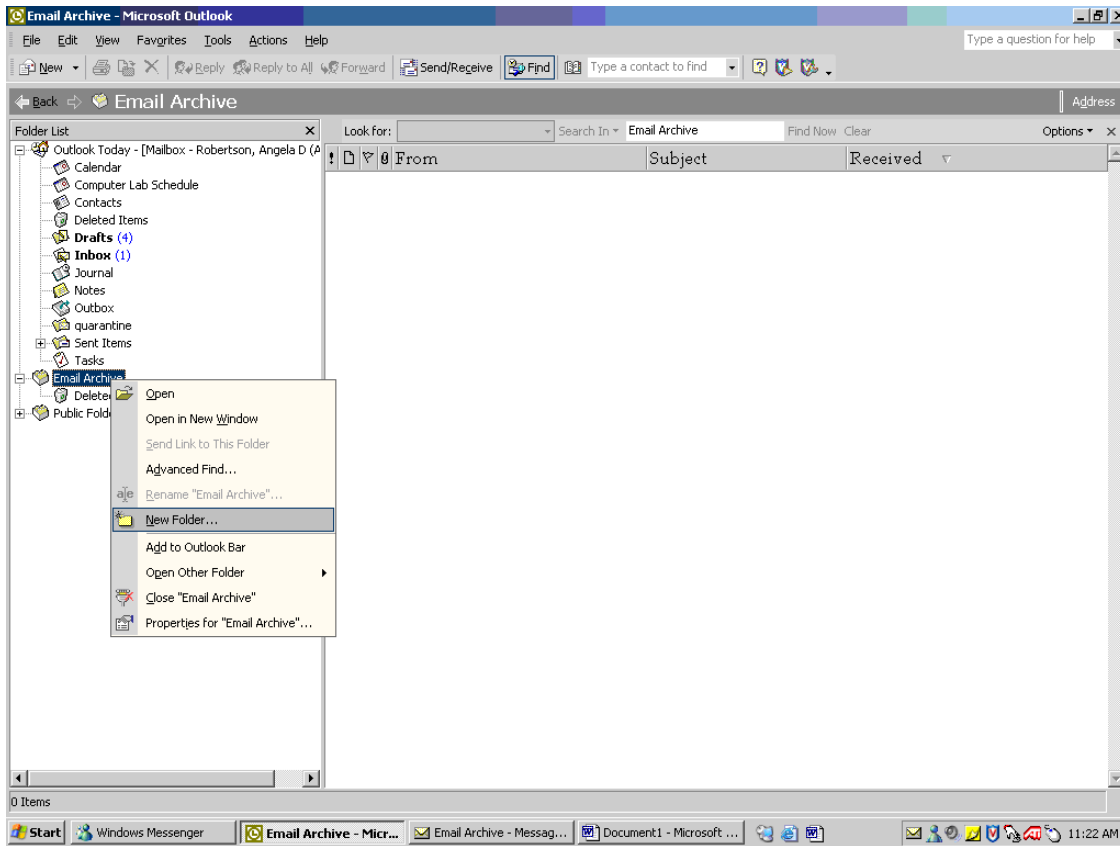 Email Archive - Microsoft Outlook
File Edit View Favorites Tools Actions Help
Type a question for help
New Reply Reply to All Forward Send/Receive Find Type a contact to find
Back Email Archive Address
Folder List
Look for: Search In Email Archive Find Now Clear Options
Outlook Today - [Mailbox - Robertson, Angela D (A
From Subject Received
Calendar
Computer Lab Schedule
Contacts
Deleted Items
Drafts (4)
Inbox (1)
Journal
Notes
Outbox
quarantine
Sent Items
Tasks
Email Archive
Delete
Public Fold
Open
Open in New Window
Send Link to This Folder
Advanced Find...
Rename "Email Archive"...
New Folder...
Add to Outlook Bar
Open Other Folder
Close "Email Archive"
Properties for "Email Archive"...
0 Items
Start Windows Messenger Email Archive - Micr... Email Archive - Messag... Document1 - Microsoft ... 11:22 AM